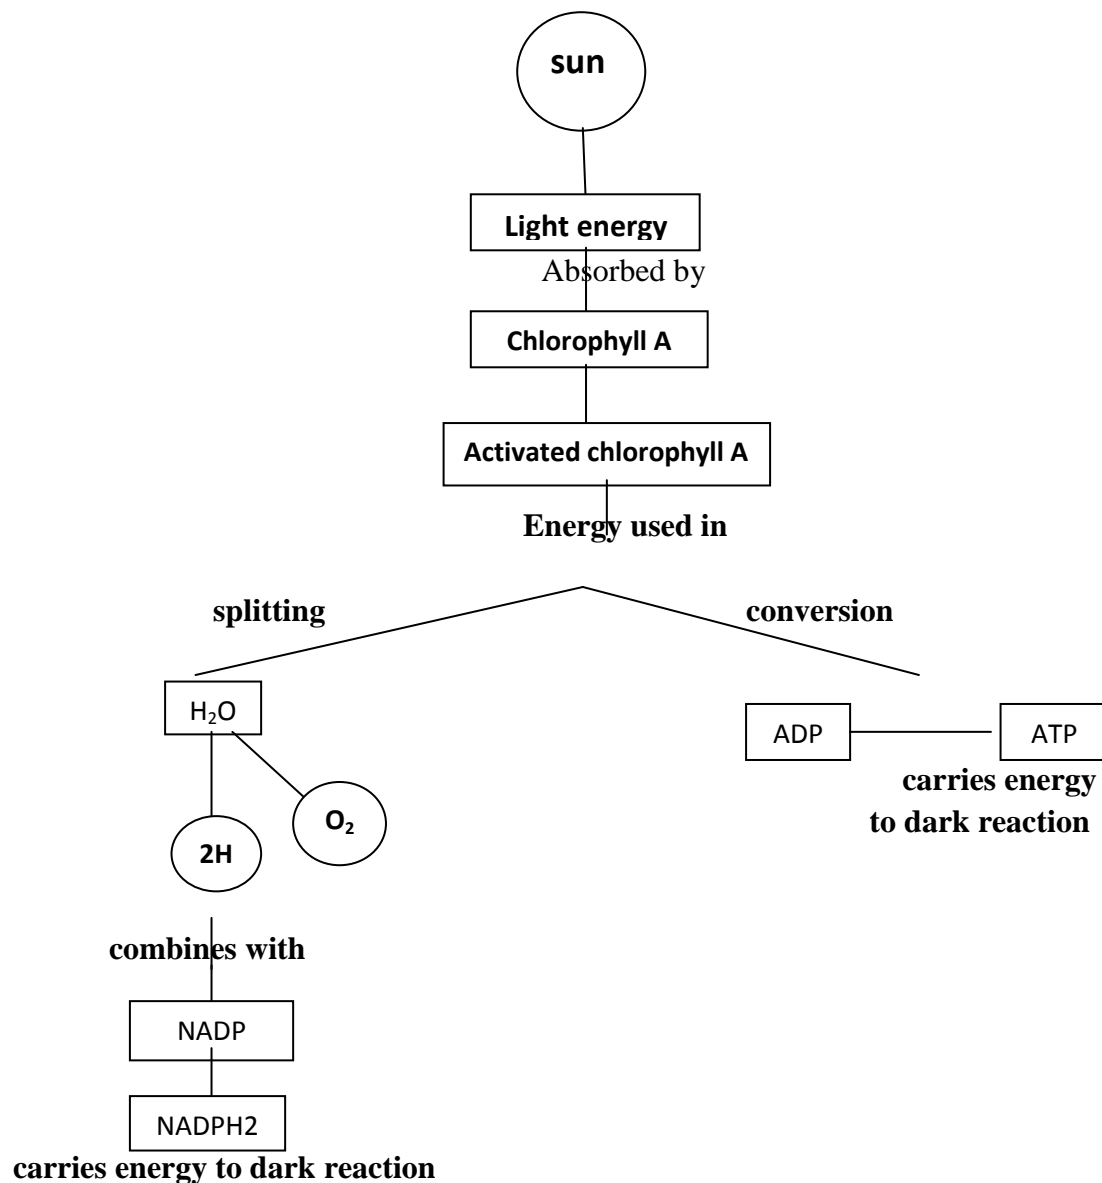 sun
Light energy
Absorbed by
Chlorophyll A
Activated chlorophyll A
Energy used in
splitting
conversion
H₂O
ADP
ATP
carries energy
to dark reaction
O₂
2H
combines with
NADP
NADPH2
carries energy to dark reaction